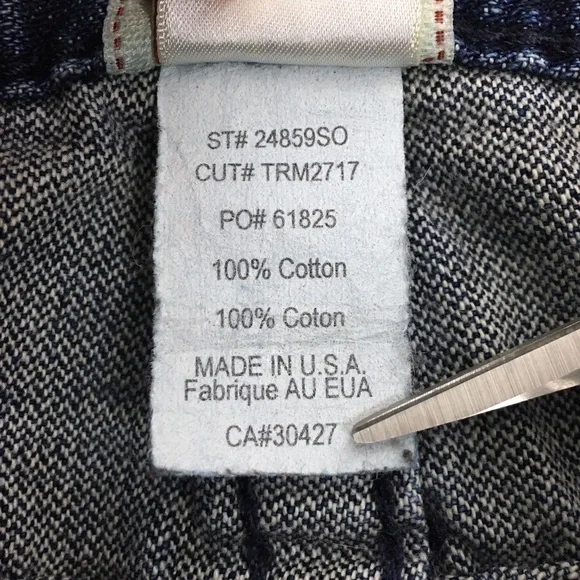 ST# 24859SO
CUT# TRM2717
PO# 61825
100% Cotton
100% Coton
MADE IN U.S.A.
Fabrique AU EUA
CA#30427